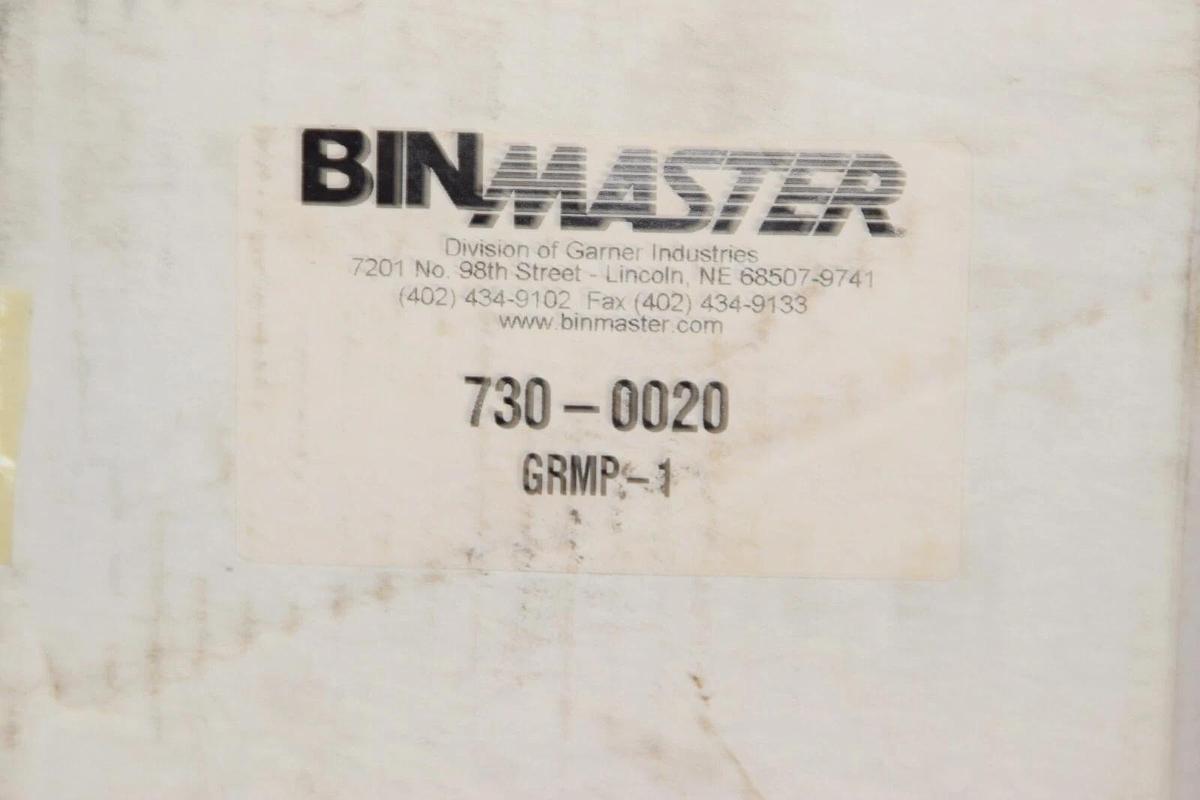 BINMASTER
Division of Garner Industries
7201 No. 98th Street - Lincoln, NE 68507-9741
(402) 434-9102 Fax (402) 434-9133
www.binmaster.com
730-0020
GRMP-1